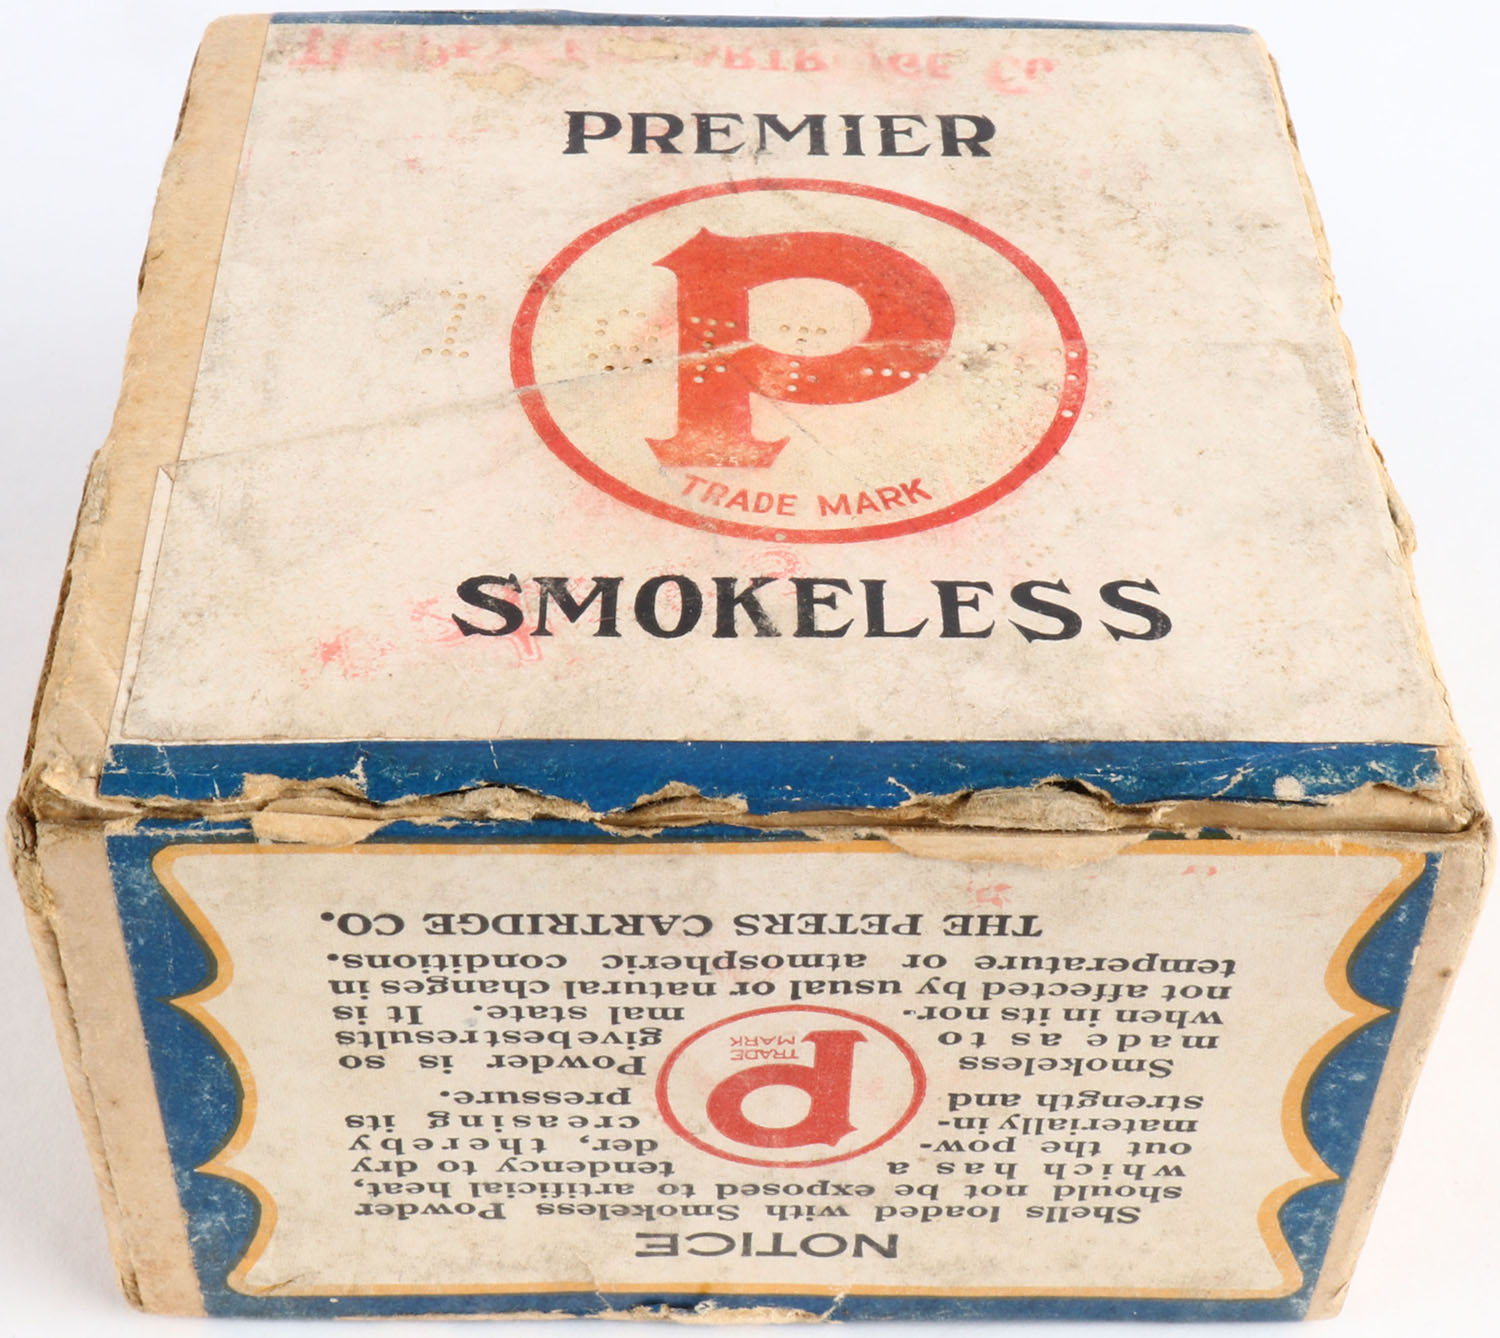 PREMIER
P
TRADE MARK
SMOKELESS
NOTICE
Shells loaded with Smokeless Powder
should not be exposed to artificial heat,
which has a tendency to dry
out the pow- der, thereby
materially in- creasing its
strength and pressure.
Smokeless Powder is so
made as to give best results
when in its nor- mal state. It is
not affected by usual or natural changes in
temperature or atmospheric conditions.
P
TRADE
MARK
THE PETERS CARTRIDGE CO.